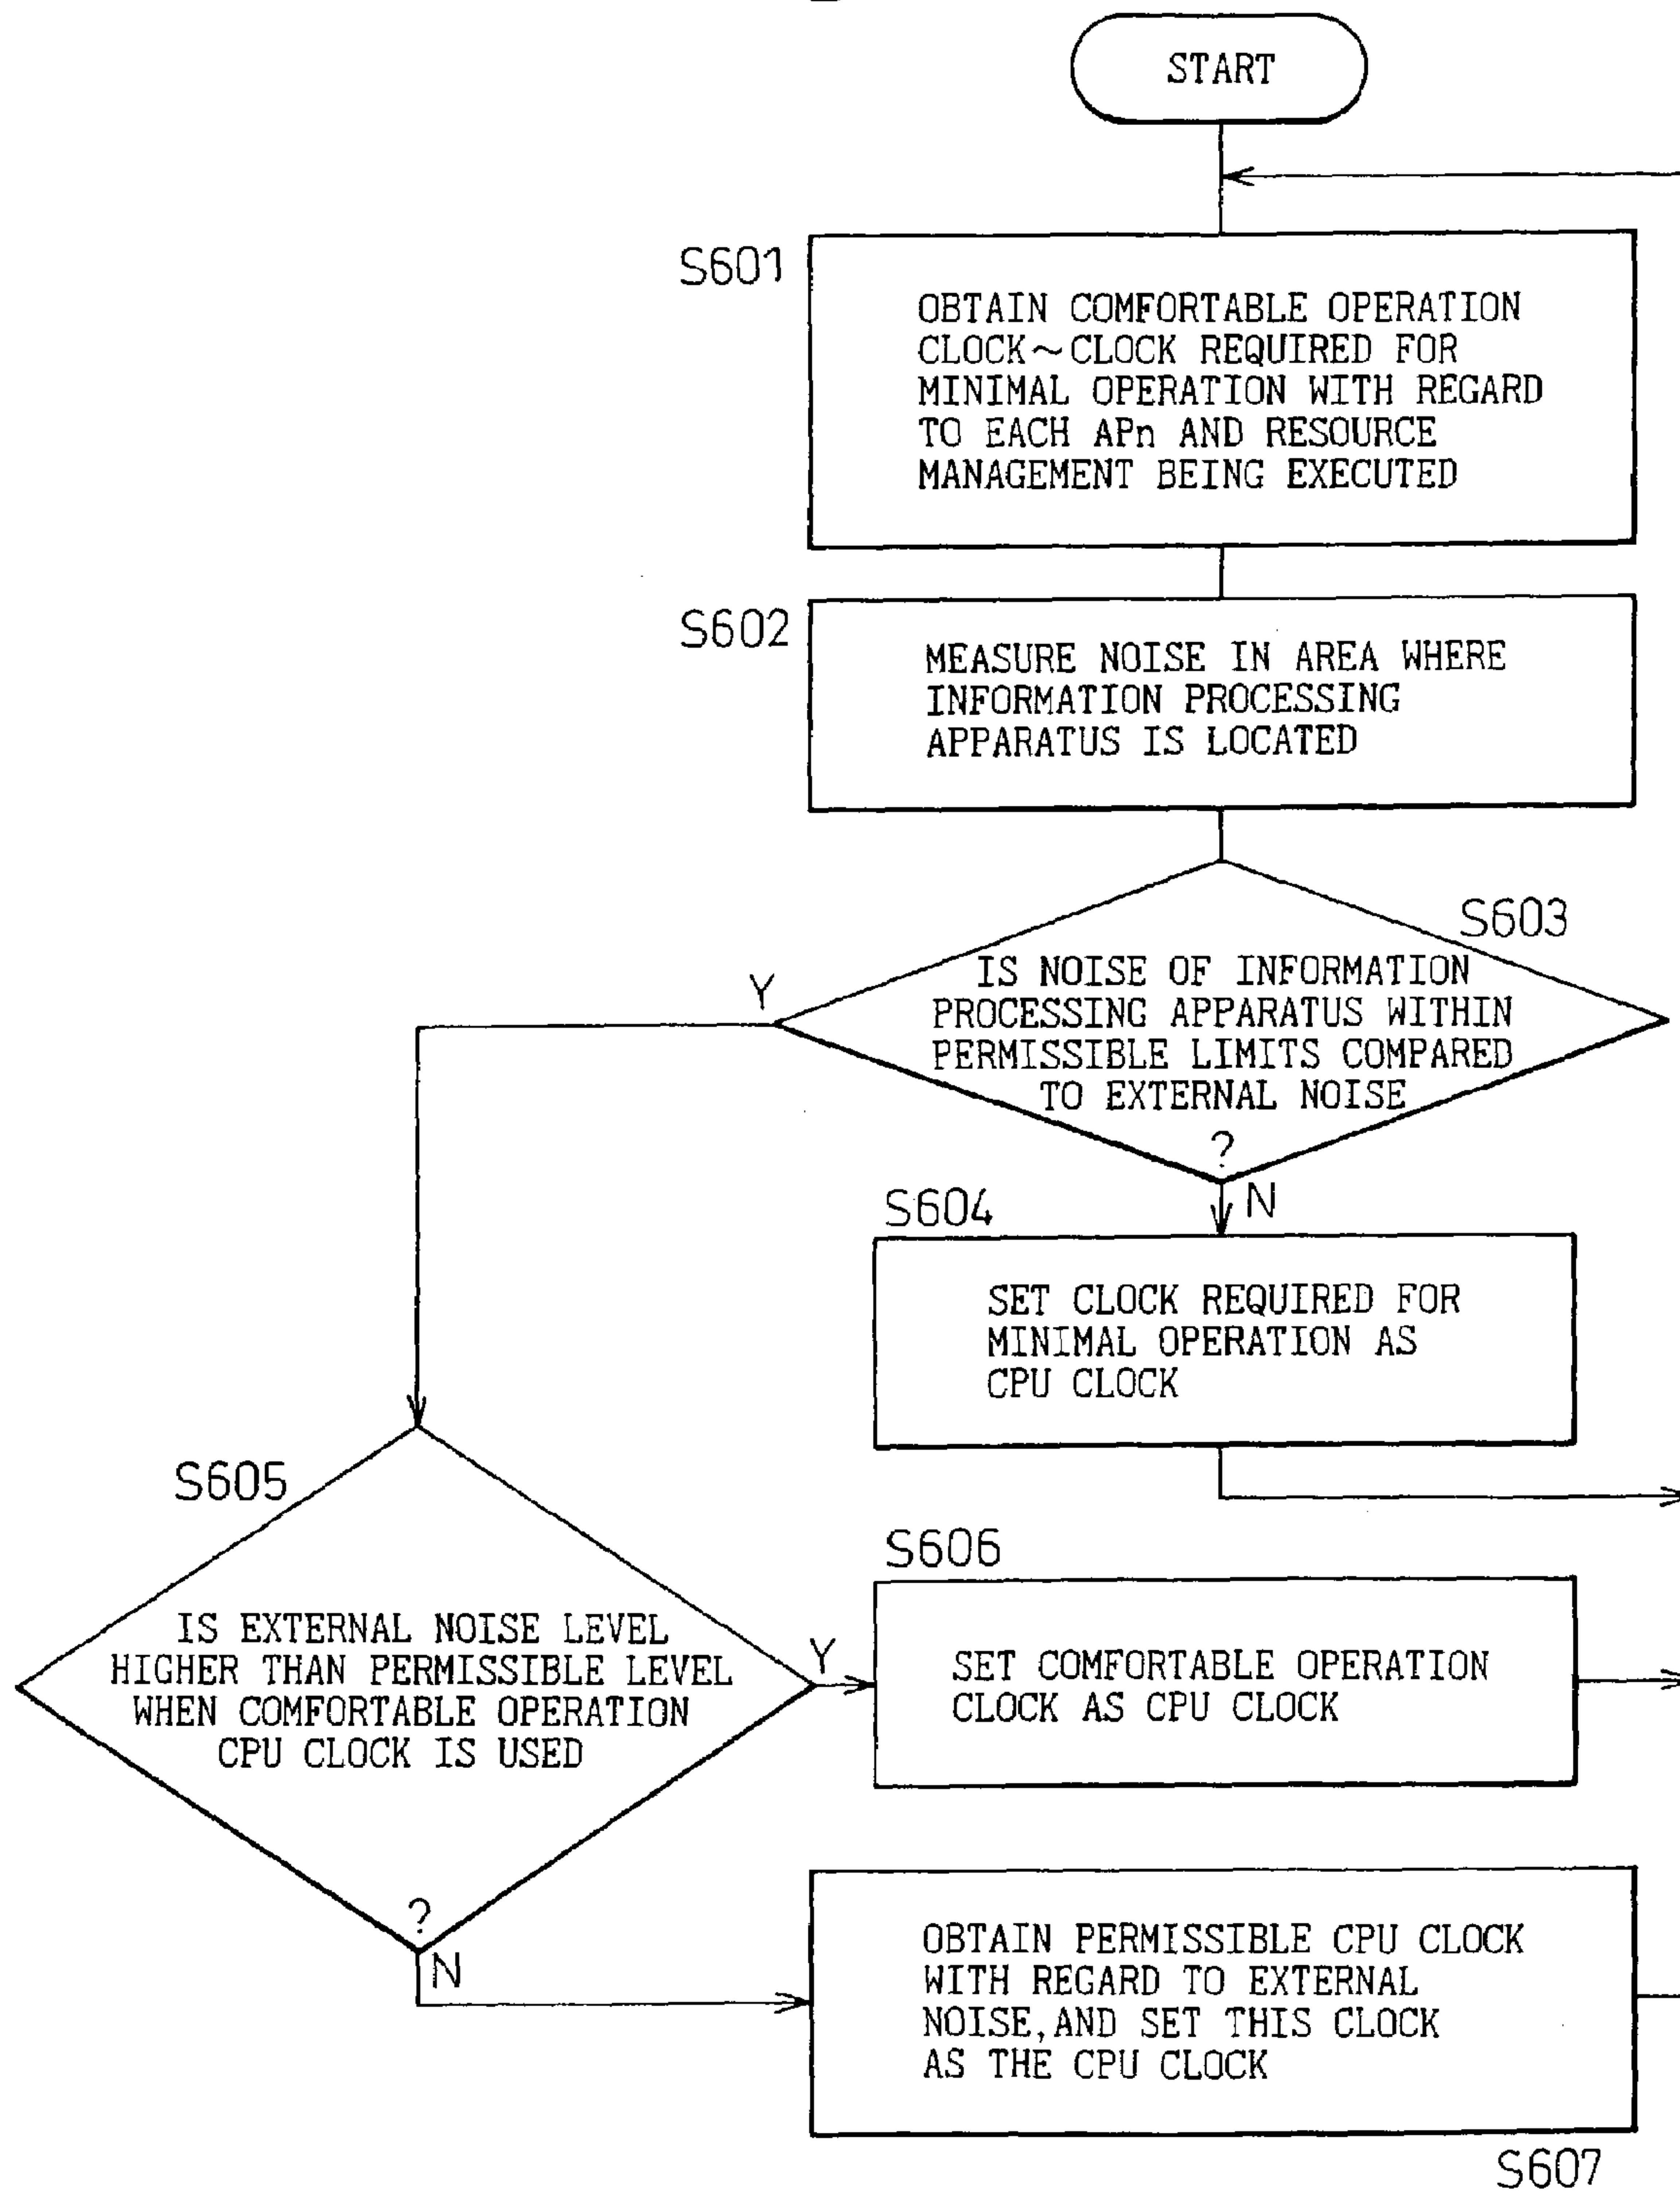 START
S601
OBTAIN COMFORTABLE OPERATION
CLOCK~CLOCK REQUIRED FOR
MINIMAL OPERATION WITH REGARD
TO EACH APn AND RESOURCE
MANAGEMENT BEING EXECUTED
S602
MEASURE NOISE IN AREA WHERE
INFORMATION PROCESSING
APPARATUS IS LOCATED
S603
IS NOISE OF INFORMATION
PROCESSING APPARATUS WITHIN
PERMISSIBLE LIMITS COMPARED
TO EXTERNAL NOISE
?
Y
N
S604
SET CLOCK REQUIRED FOR
MINIMAL OPERATION AS
CPU CLOCK
S605
IS EXTERNAL NOISE LEVEL
HIGHER THAN PERMISSIBLE LEVEL
WHEN COMFORTABLE OPERATION
CPU CLOCK IS USED
?
Y
N
S606
SET COMFORTABLE OPERATION
CLOCK AS CPU CLOCK
OBTAIN PERMISSIBLE CPU CLOCK
WITH REGARD TO EXTERNAL
NOISE,AND SET THIS CLOCK
AS THE CPU CLOCK
S607